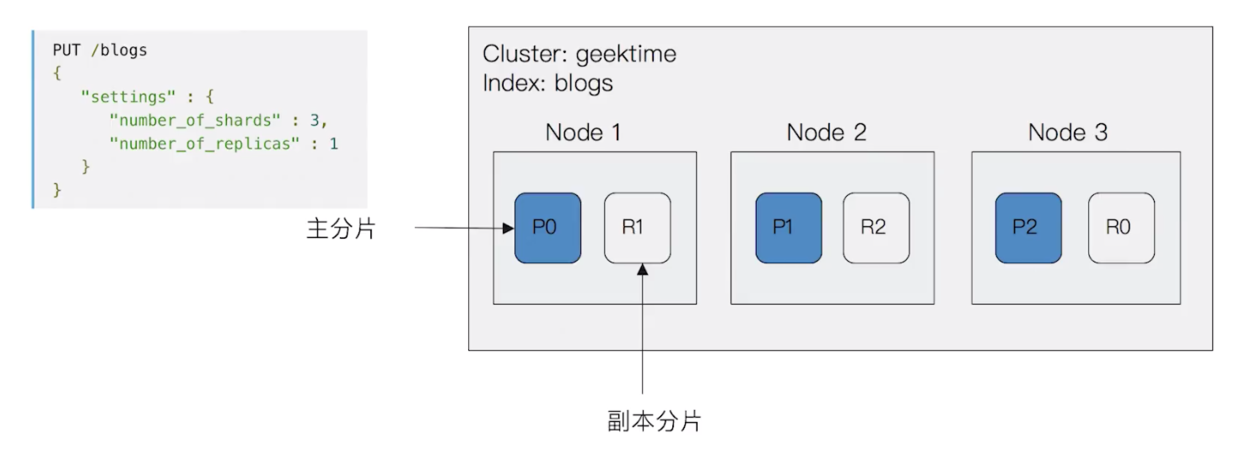 PUT /blogs
{
"settings" : {
"number_of_shards" : 3,
"number_of_replicas" : 1
}
}
Cluster: geektime
Index: blogs
Node 1
Node 2
Node 3
主分片
P0
R1
P1
R2
P2
R0
副本分片